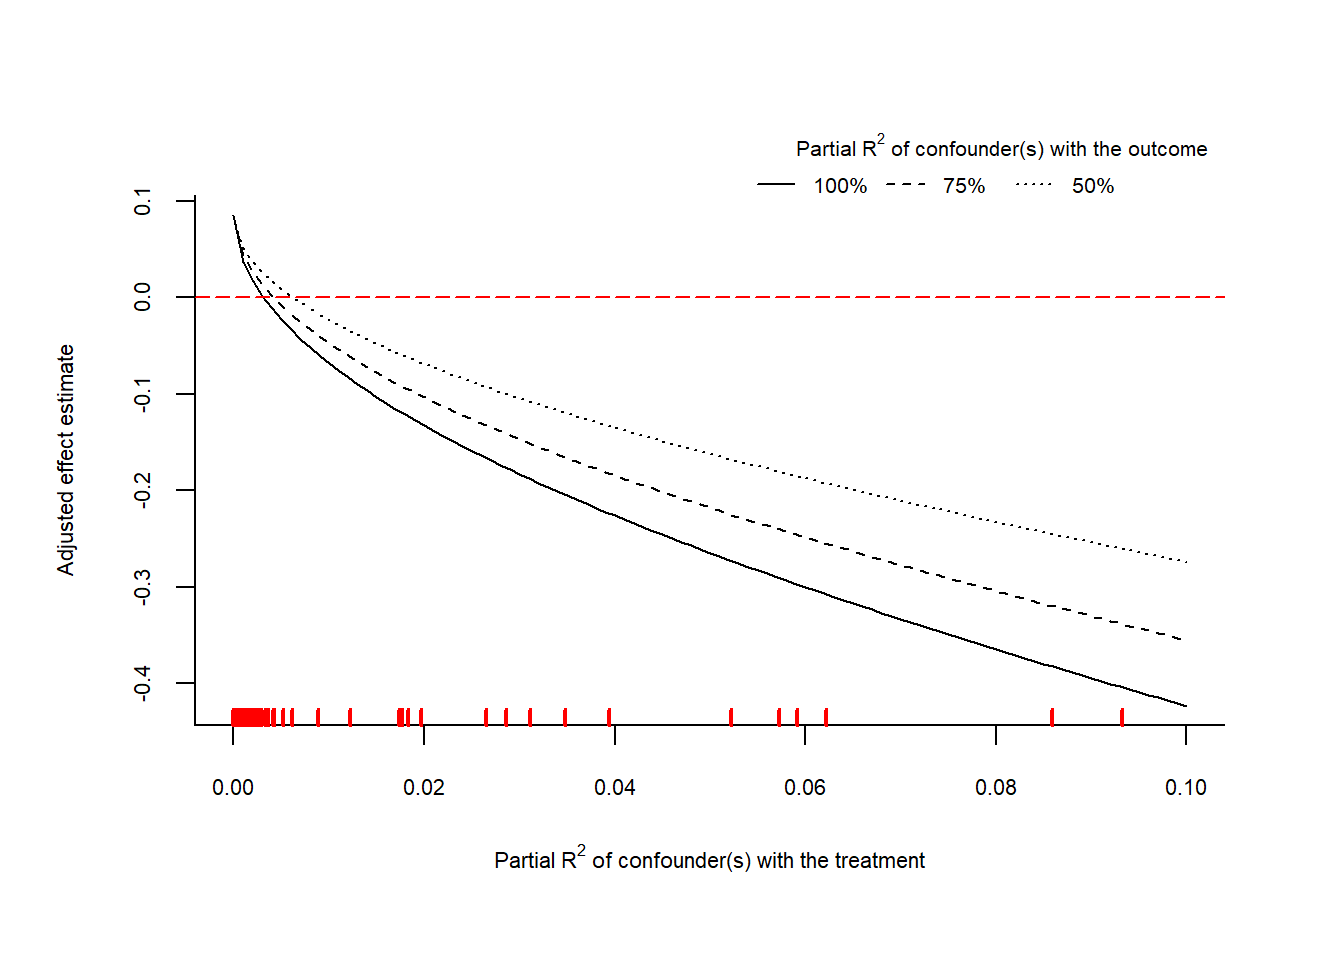 Partial R² of confounder(s) with the outcome
100% 75% 50%
Adjusted effect estimate
0.1
0.0
-0.1
-0.2
-0.3
-0.4
0.00 0.02 0.04 0.06 0.08 0.10
Partial R² of confounder(s) with the treatment